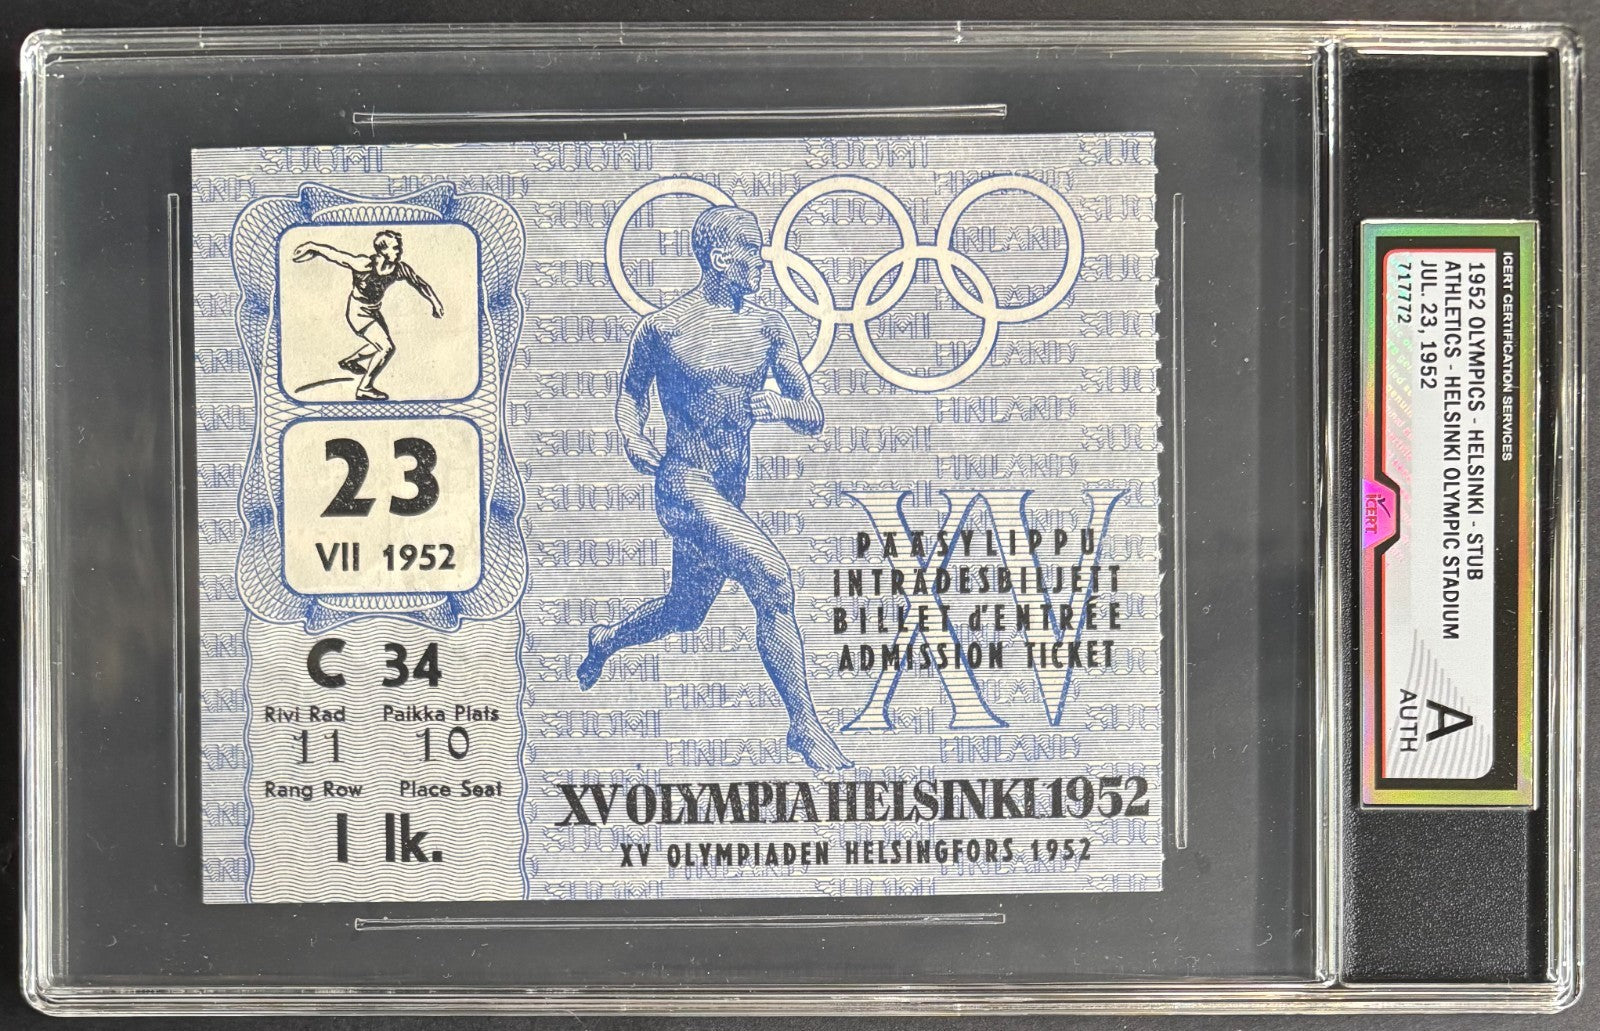 SUOMI
FINLAND
23
VII 1952
C 34
Rivi Rad Paikka Plats
11 10
Rang Row Place Seat
I lk.
XV
PÄÄSYLIPPU
INTRÄDESBILJETT
BILLET d'ENTRÉE
ADMISSION TICKET
XV OLYMPIA HELSINKI 1952
XV OLYMPIADEN HELSINGFORS 1952
ICERT CERTIFICATION SERVICES
1952 OLYMPICS - HELSINKI - STUB
ATHLETICS - HELSINKI OLYMPIC STADIUM
JUL. 23, 1952
717772
iCERT
A
AUTH